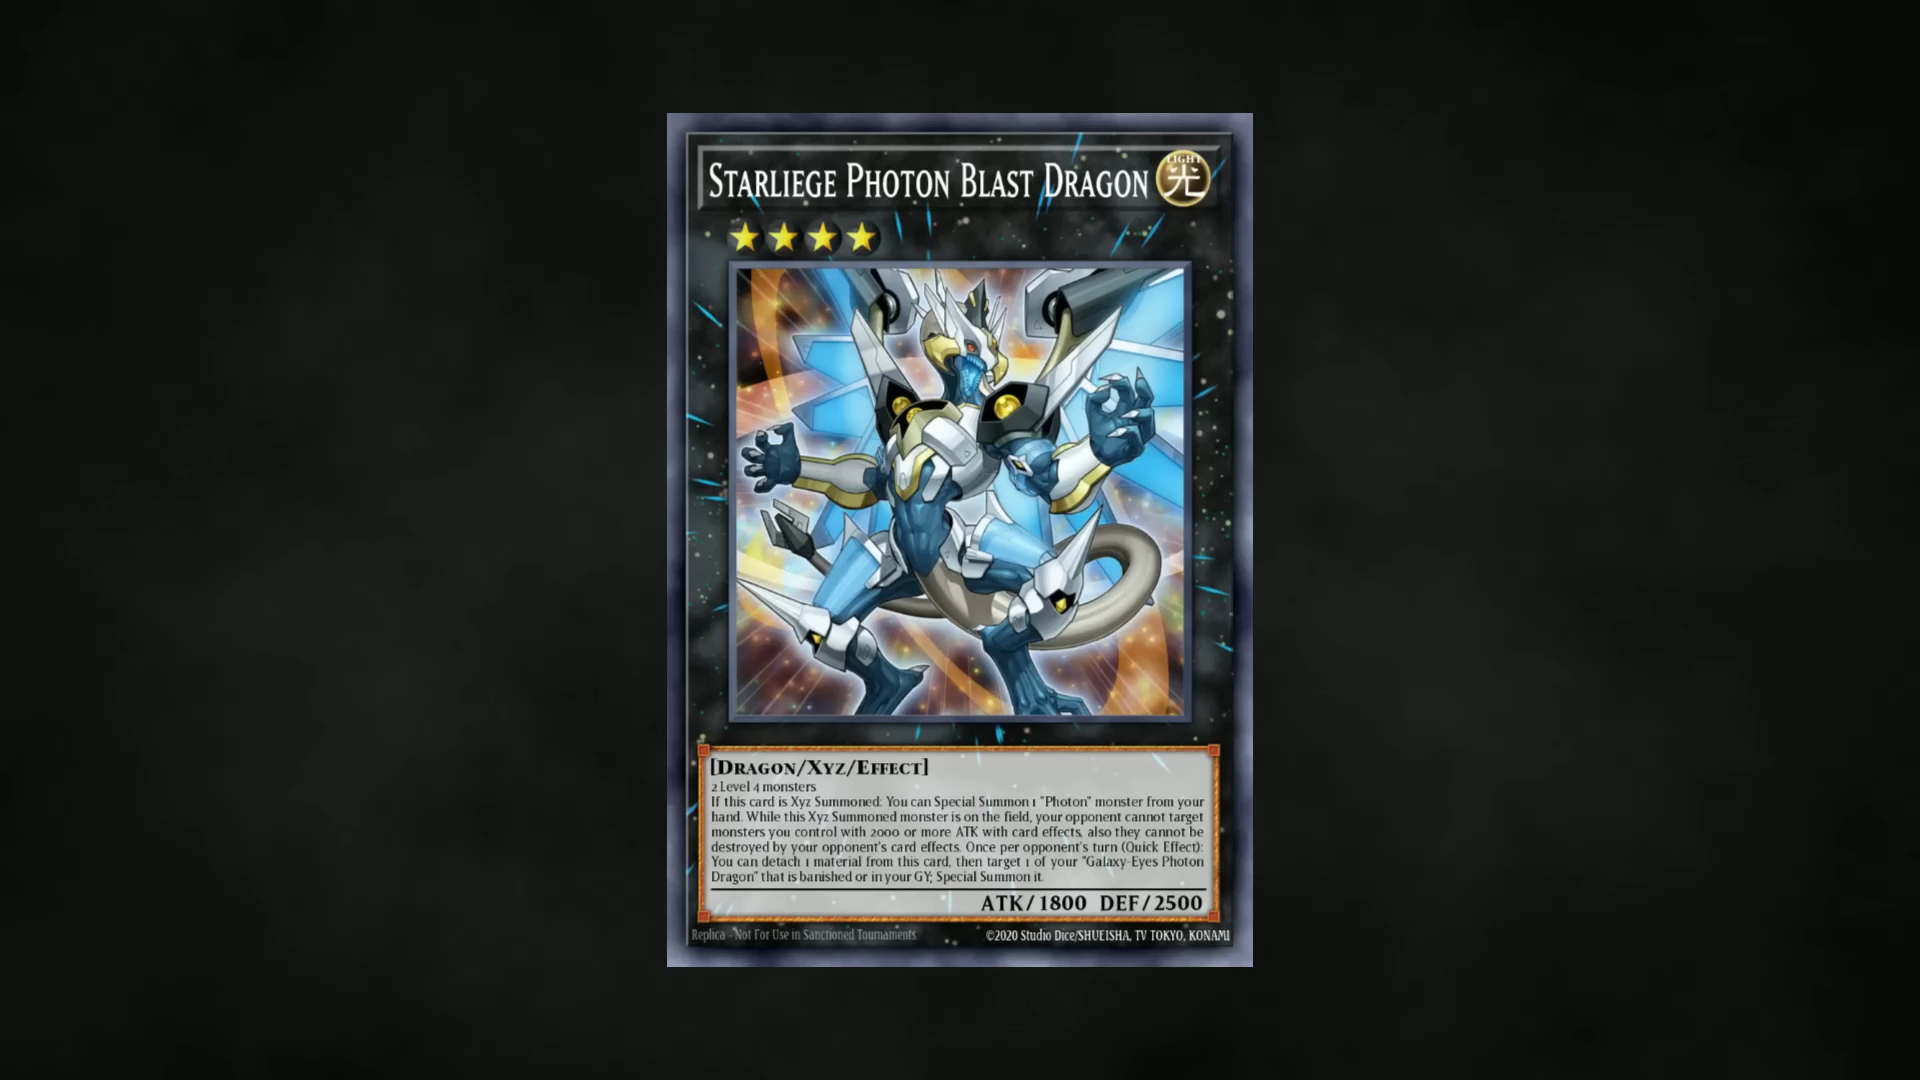 STARLIEGE PHOTON BLAST DRAGON
LIGHT
光
[DRAGON/XYZ/EFFECT]
2 Level 4 monsters
If this card is Xyz Summoned: You can Special Summon 1 "Photon" monster from your
hand. While this Xyz Summoned monster is on the field, your opponent cannot target
monsters you control with 2000 or more ATK with card effects, also they cannot be
destroyed by your opponent's card effects. Once per opponent's turn (Quick Effect):
You can detach 1 material from this card, then target 1 of your "Galaxy-Eyes Photon
Dragon" that is banished or in your GY; Special Summon it.
ATK/1800 DEF/2500
Replica - Not For Use in Sanctioned Tournaments
©2020 Studio Dice/SHUEISHA, TV TOKYO, KONAMI